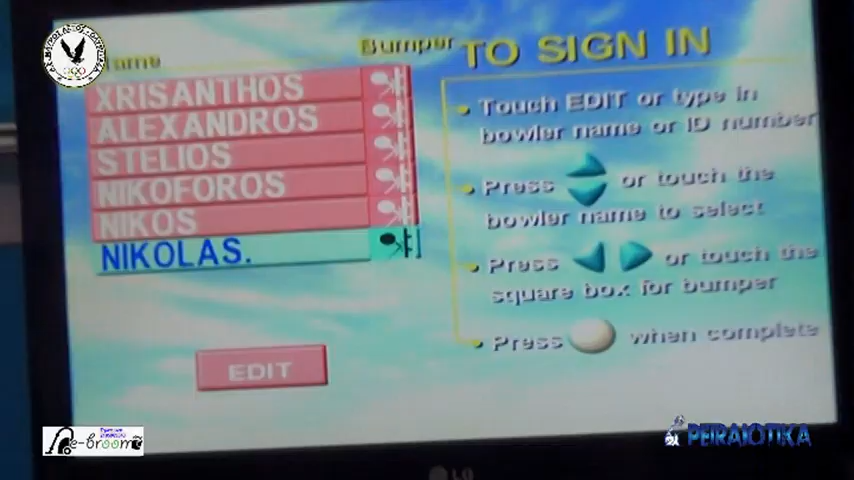 Name
Bumper
TO SIGN IN
XRISANTHOS
ALEXANDROS
STELIOS
NIKOFOROS
NIKOS
NIKOLAS.
EDIT
Touch EDIT or type in
bowler name or ID number
Press or touch the
bowler name to select
Press or touch the
square box for bumper
Press when complete
e-broom
PEIRAIOTIKA
LG